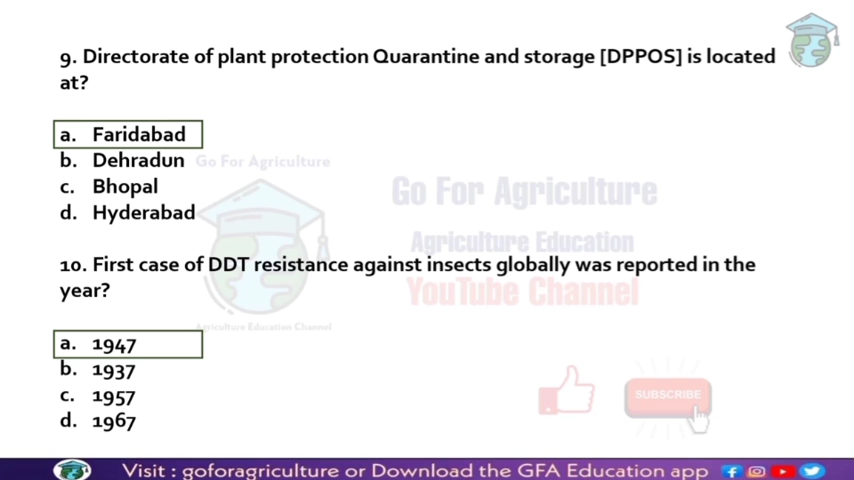 9. Directorate of plant protection Quarantine and storage [DPPOS] is located
at?
a. Faridabad
b. Dehradun
c. Bhopal
d. Hyderabad
Go For Agriculture
Go For Agriculture
Agriculture Education
YouTube Channel
10. First case of DDT resistance against insects globally was reported in the
year?
Agriculture Education Channel
a. 1947
b. 1937
c. 1957
d. 1967
SUBSCRIBE
Visit : goforagriculture or Download the GFA Education app